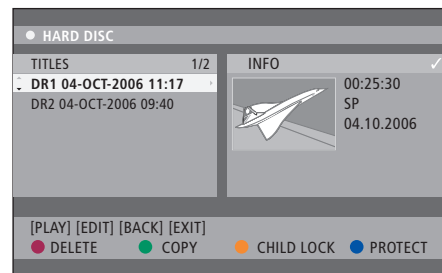 HARD DISC
TITLES 1/2
DR1 04-OCT-2006 11:17
DR2 04-OCT-2006 09:40
INFO
00:25:30
SP
04.10.2006
[PLAY] [EDIT] [BACK] [EXIT]
DELETE COPY CHILD LOCK PROTECT